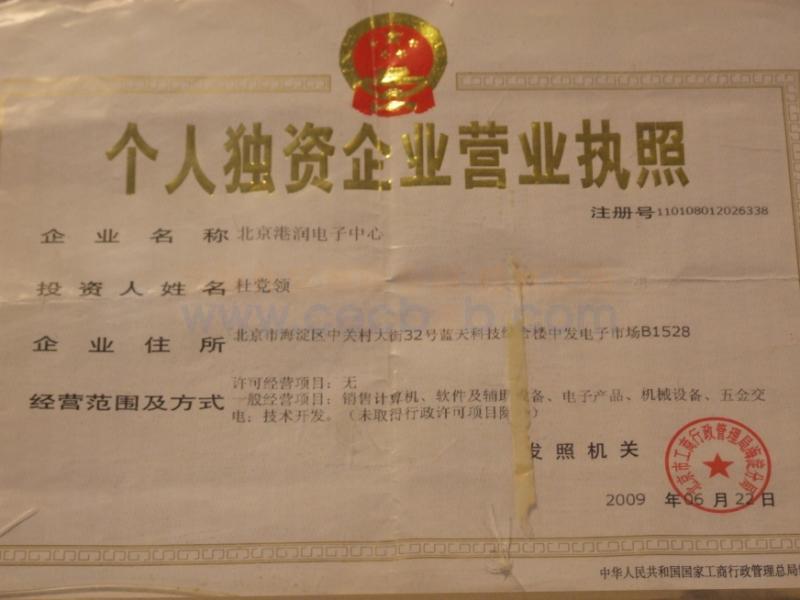 个人独资企业营业执照
注册号110108012026338
企业名称 北京港润电子中心
投资人姓名 杜党领
企业住所 北京市海淀区中关村大街32号蓝天科技综合楼中发电子市场B1528
经营范围及方式 许可经营项目：无
一般经营项目：销售计算机、软件及辅助设备、电子产品、机械设备、五金交
电；技术开发。（未取得行政许可项目除外）
发照机关
北京市工商行政管理局海淀分局
2009 年06 月22 日
中华人民共和国国家工商行政管理总局